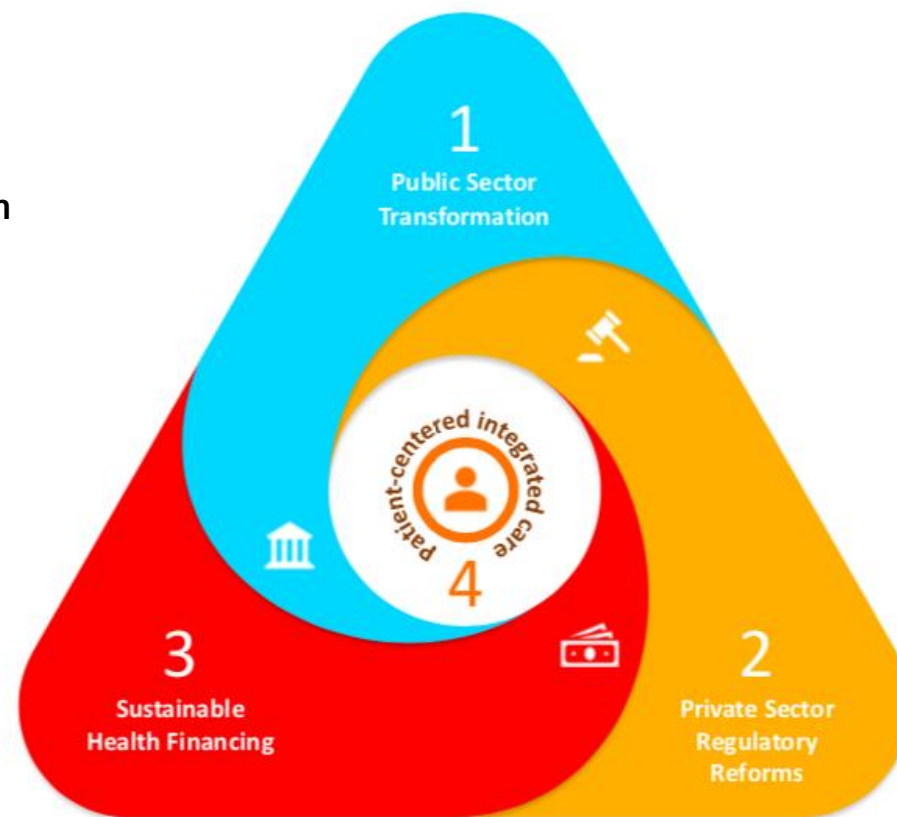 1
Public Sector
Transformation
n
Patient-centered integrated care
4
3
Sustainable
Health Financing
2
Private Sector
Regulatory
Reforms